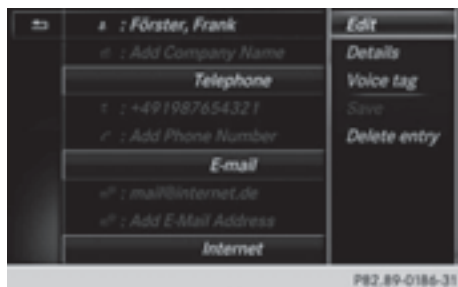 : Förster, Frank
: Add Company Name
Telephone
: +491987654321
: Add Phone Number
E-mail
: mail@internet.de
: Add E-Mail Address
Internet
Edit
Details
Voice tag
Save
Delete entry
P82.89-0186-31